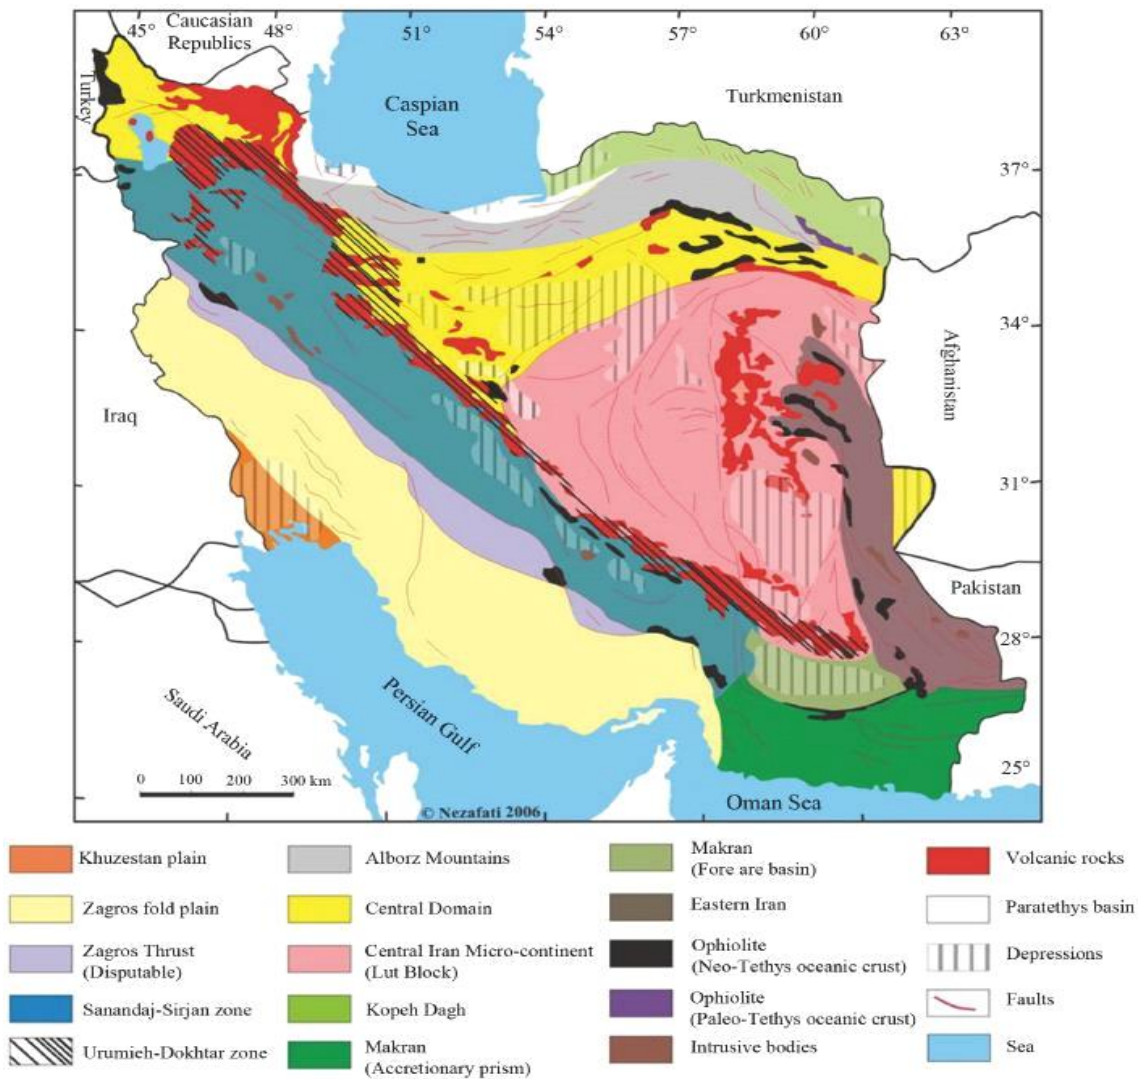 45°
Caucasian
Republics
48°
51°
54°
57°
60°
63°
Turkey
Caspian
Sea
Turkmenistan
37°
34°
Afghanistan
Iraq
31°
Pakistan
28°
Saudi Arabia
Persian Gulf
25°
0 100 200 300 km
Oman Sea
© Nezafati 2006
Khuzestan plain
Zagros fold plain
Zagros Thrust
(Disputable)
Sanandaj-Sirjan zone
Urumieh-Dokhtar zone
Alborz Mountains
Central Domain
Central Iran Micro-continent
(Lut Block)
Kopeh Dagh
Makran
(Accretionary prism)
Makran
(Fore are basin)
Eastern Iran
Ophiolite
(Neo-Tethys oceanic crust)
Ophiolite
(Paleo-Tethys oceanic crust)
Intrusive bodies
Volcanic rocks
Paratethys basin
Depressions
Faults
Sea